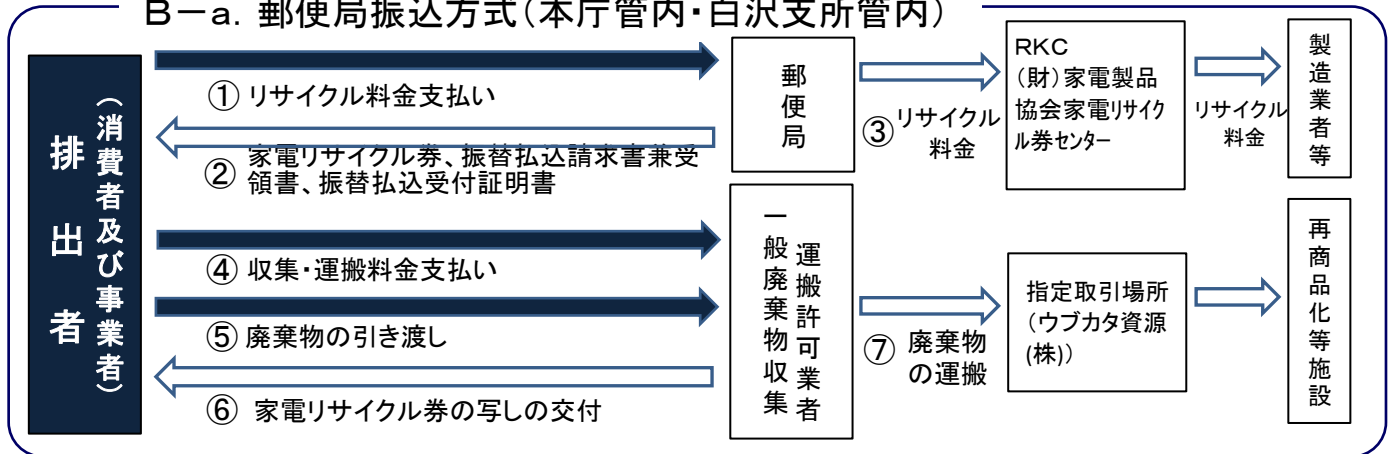 B－a. 郵便局振込方式（本庁管内・白沢支所管内）
排出者
（消費者及び事業者）
① リサイクル料金支払い
② 家電リサイクル券、振替払込請求書兼受
領書、振替払込受付証明書
郵便局
③ リサイクル
料金
RKC
（財）家電製品
協会家電リサイク
ル券センター
リサイクル
料金
製造業者等
④ 収集・運搬料金支払い
⑤ 廃棄物の引き渡し
⑥ 家電リサイクル券の写しの交付
一般廃棄物収集
運搬許可業者
⑦ 廃棄物
の運搬
指定取引場所
（ウブカタ資源
(株)）
再商品化等施設